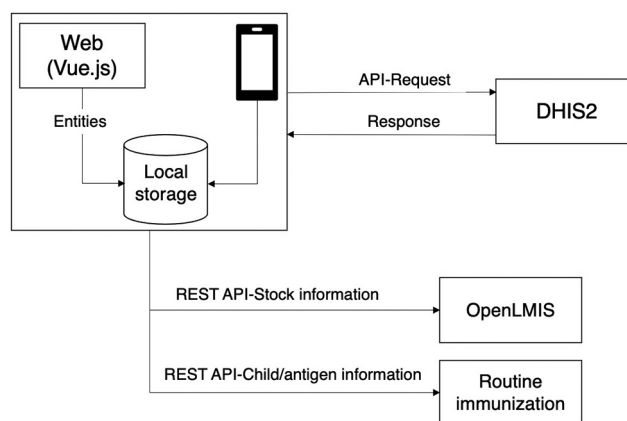 Web
(Vue.js)
Entities
Local
storage
API-Request
Response
DHIS2
REST API-Stock information
OpenLMIS
REST API-Child/antigen information
Routine
immunization